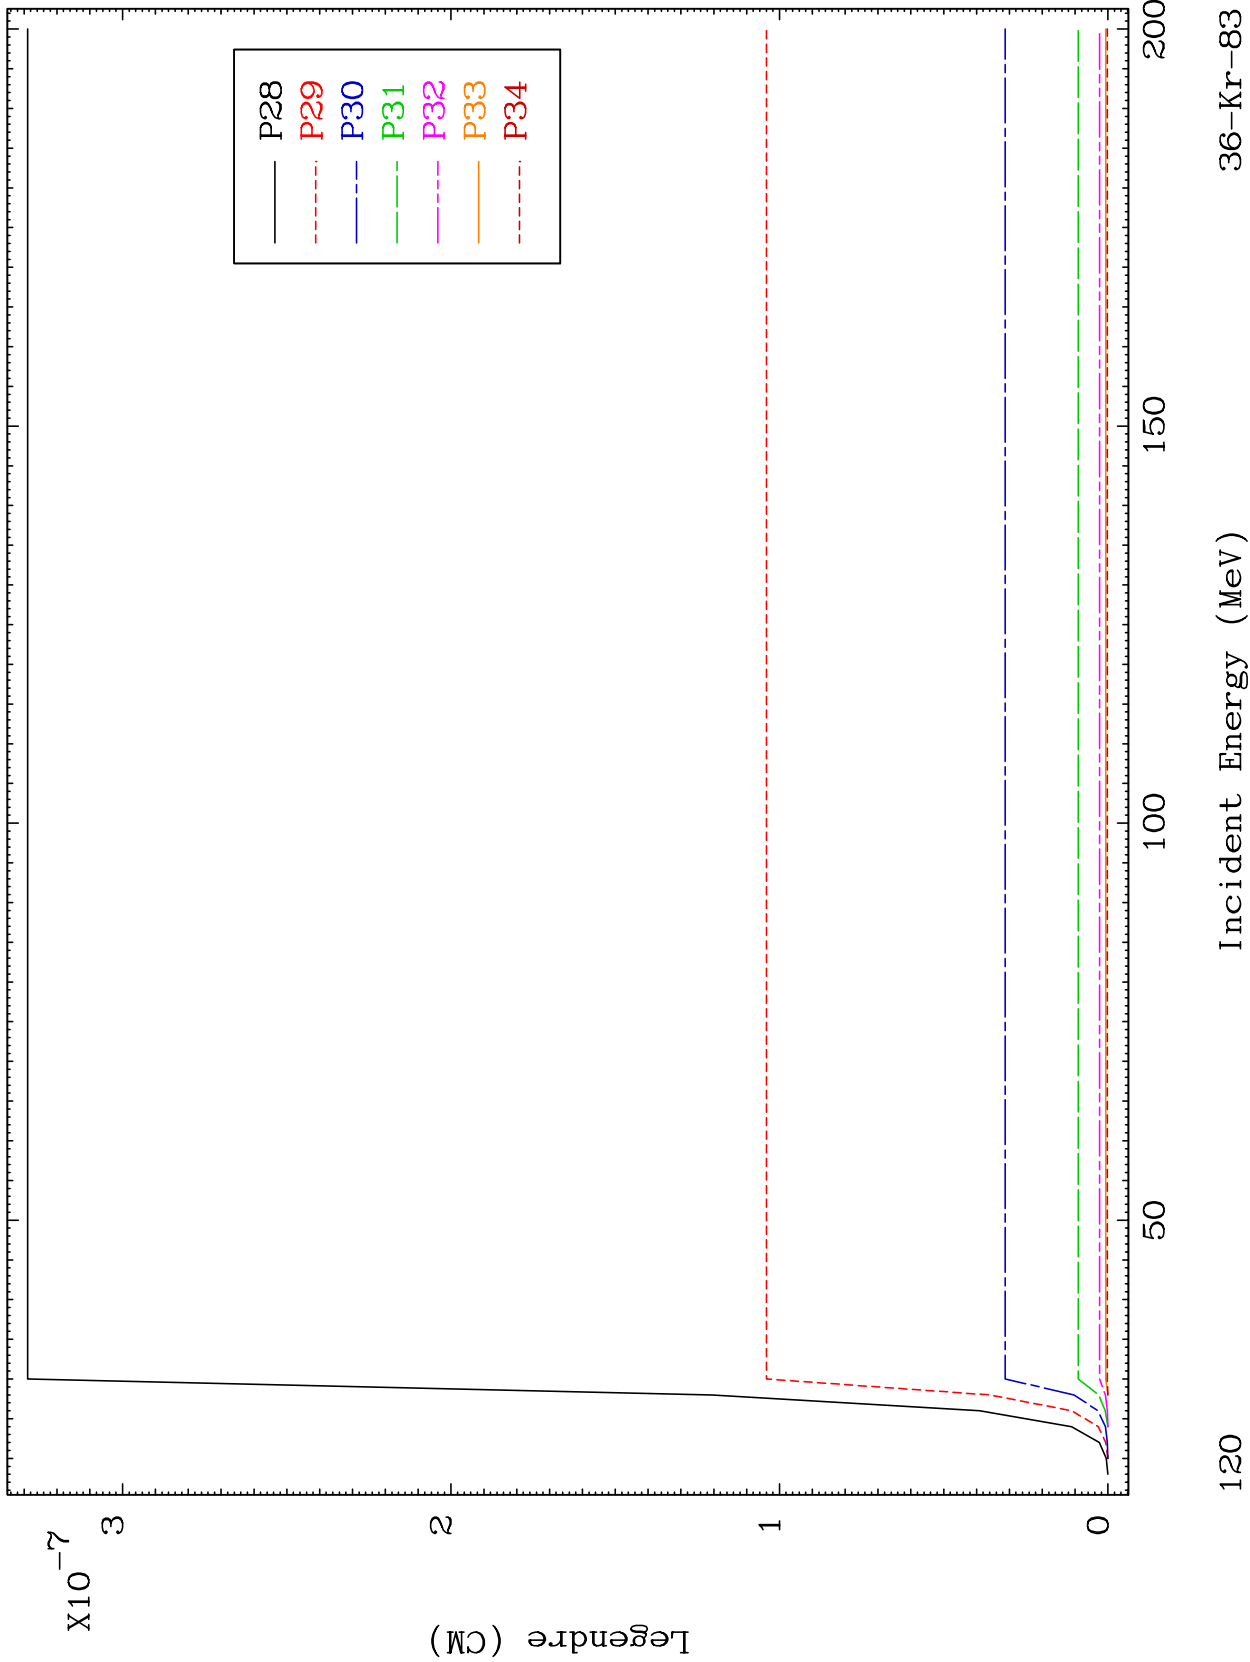 X10-7
3
2
1
0
Legendre (CM)
P28
P29
P30
P31
P32
P33
P34
50
100
150
200
Incident Energy (MeV)
120
36-Kr-83